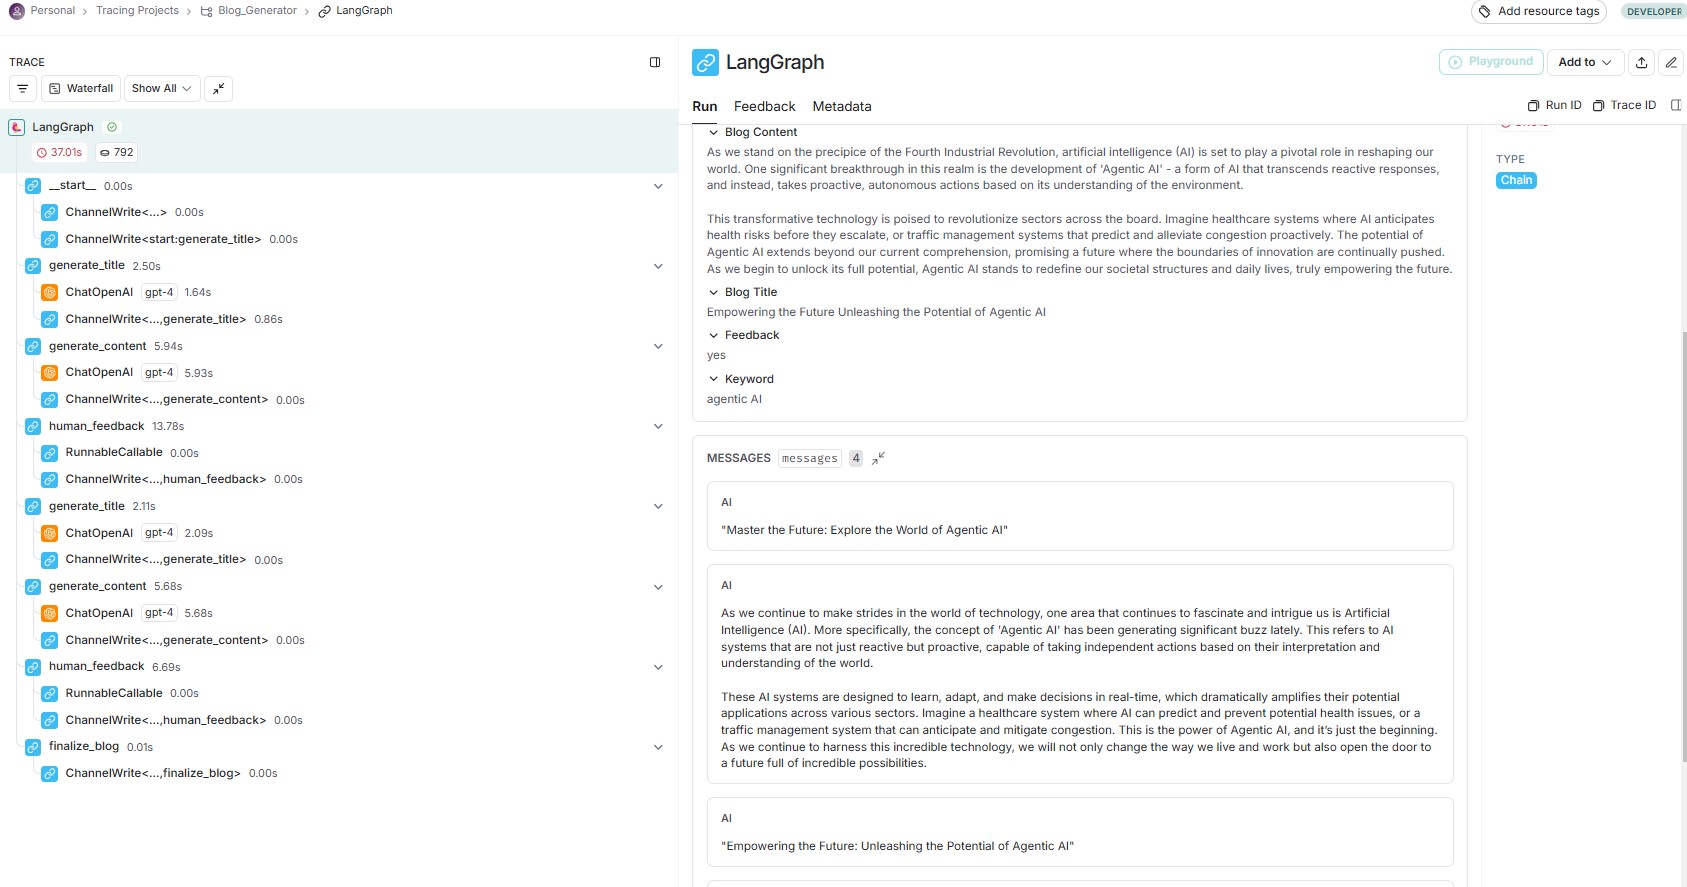 Personal > Tracing Projects > Blog_Generator > LangGraph
Add resource tags
DEVELOPER
TRACE
Waterfall
Show All
LangGraph
37.01s
792
__start__ 0.00s
ChannelWrite<...> 0.00s
ChannelWrite<start:generate_title> 0.00s
generate_title 2.50s
ChatOpenAI gpt-4 1.64s
ChannelWrite<...,generate_title> 0.86s
generate_content 5.94s
ChatOpenAI gpt-4 5.93s
ChannelWrite<...,generate_content> 0.00s
human_feedback 13.78s
RunnableCallable 0.00s
ChannelWrite<...,human_feedback> 0.00s
generate_title 2.11s
ChatOpenAI gpt-4 2.09s
ChannelWrite<...,generate_title> 0.00s
generate_content 5.68s
ChatOpenAI gpt-4 5.68s
ChannelWrite<...,generate_content> 0.00s
human_feedback 6.69s
RunnableCallable 0.00s
ChannelWrite<...,human_feedback> 0.00s
finalize_blog 0.01s
ChannelWrite<...,finalize_blog> 0.00s
LangGraph
Playground
Add to
Run Feedback Metadata
Run ID
Trace ID
Blog Content
As we stand on the precipice of the Fourth Industrial Revolution, artificial intelligence (AI) is set to play a pivotal role in reshaping our
world. One significant breakthrough in this realm is the development of 'Agentic AI' - a form of AI that transcends reactive responses,
and instead, takes proactive, autonomous actions based on its understanding of the environment.
This transformative technology is poised to revolutionize sectors across the board. Imagine healthcare systems where AI anticipates
health risks before they escalate, or traffic management systems that predict and alleviate congestion proactively. The potential of
Agentic AI extends beyond our current comprehension, promising a future where the boundaries of innovation are continually pushed.
As we begin to unlock its full potential, Agentic AI stands to redefine our societal structures and daily lives, truly empowering the future.
Blog Title
Empowering the Future Unleashing the Potential of Agentic AI
Feedback
yes
Keyword
agentic AI
TYPE
Chain
MESSAGES messages 4
AI
"Master the Future: Explore the World of Agentic AI"
AI
As we continue to make strides in the world of technology, one area that continues to fascinate and intrigue us is Artificial
Intelligence (AI). More specifically, the concept of 'Agentic AI' has been generating significant buzz lately. This refers to AI
systems that are not just reactive but proactive, capable of taking independent actions based on their interpretation and
understanding of the world.
These AI systems are designed to learn, adapt, and make decisions in real-time, which dramatically amplifies their potential
applications across various sectors. Imagine a healthcare system where AI can predict and prevent potential health issues, or a
traffic management system that can anticipate and mitigate congestion. This is the power of Agentic AI, and it's just the beginning.
As we continue to harness this incredible technology, we will not only change the way we live and work but also open the door to
a future full of incredible possibilities.
AI
"Empowering the Future: Unleashing the Potential of Agentic AI"